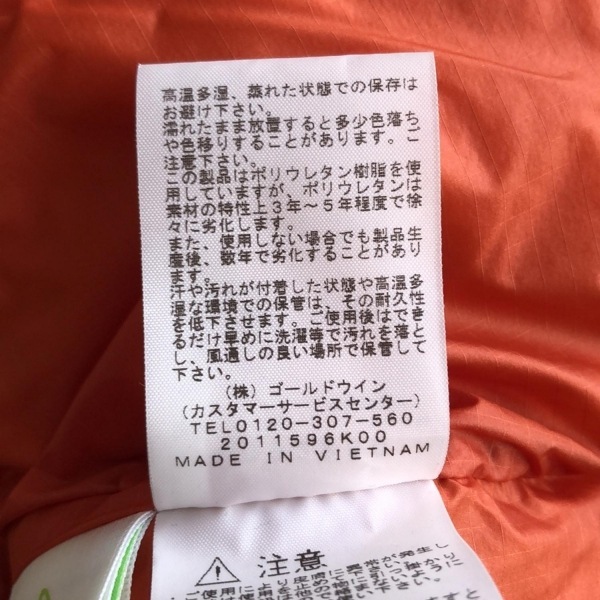 高温多湿、蒸れた状態での保存は
お避け下さい。
濡れたまま放置すると多少色落ち
や色移りすることがあります。ご
注意下さい。
この製品はポリウレタン樹脂を使
用していますが、ポリウレタンは
素材の特性上3年～5年程度で徐
々に劣化します。
また、使用しない場合でも製品生
産後、数年で劣化することがあり
ます。
汗や汚れが付着した状態や高温多
湿な環境での保管は、その耐久性
を低下させます。ご使用後はでき
るだけ早めに洗濯等で汚れを落と
し、風通しの良い場所で保管して
下さい。
(株) ゴールドウイン
(カスタマーサービスセンター)
TEL0120-307-560
2011596K00
MADE IN VIETNAM
注意